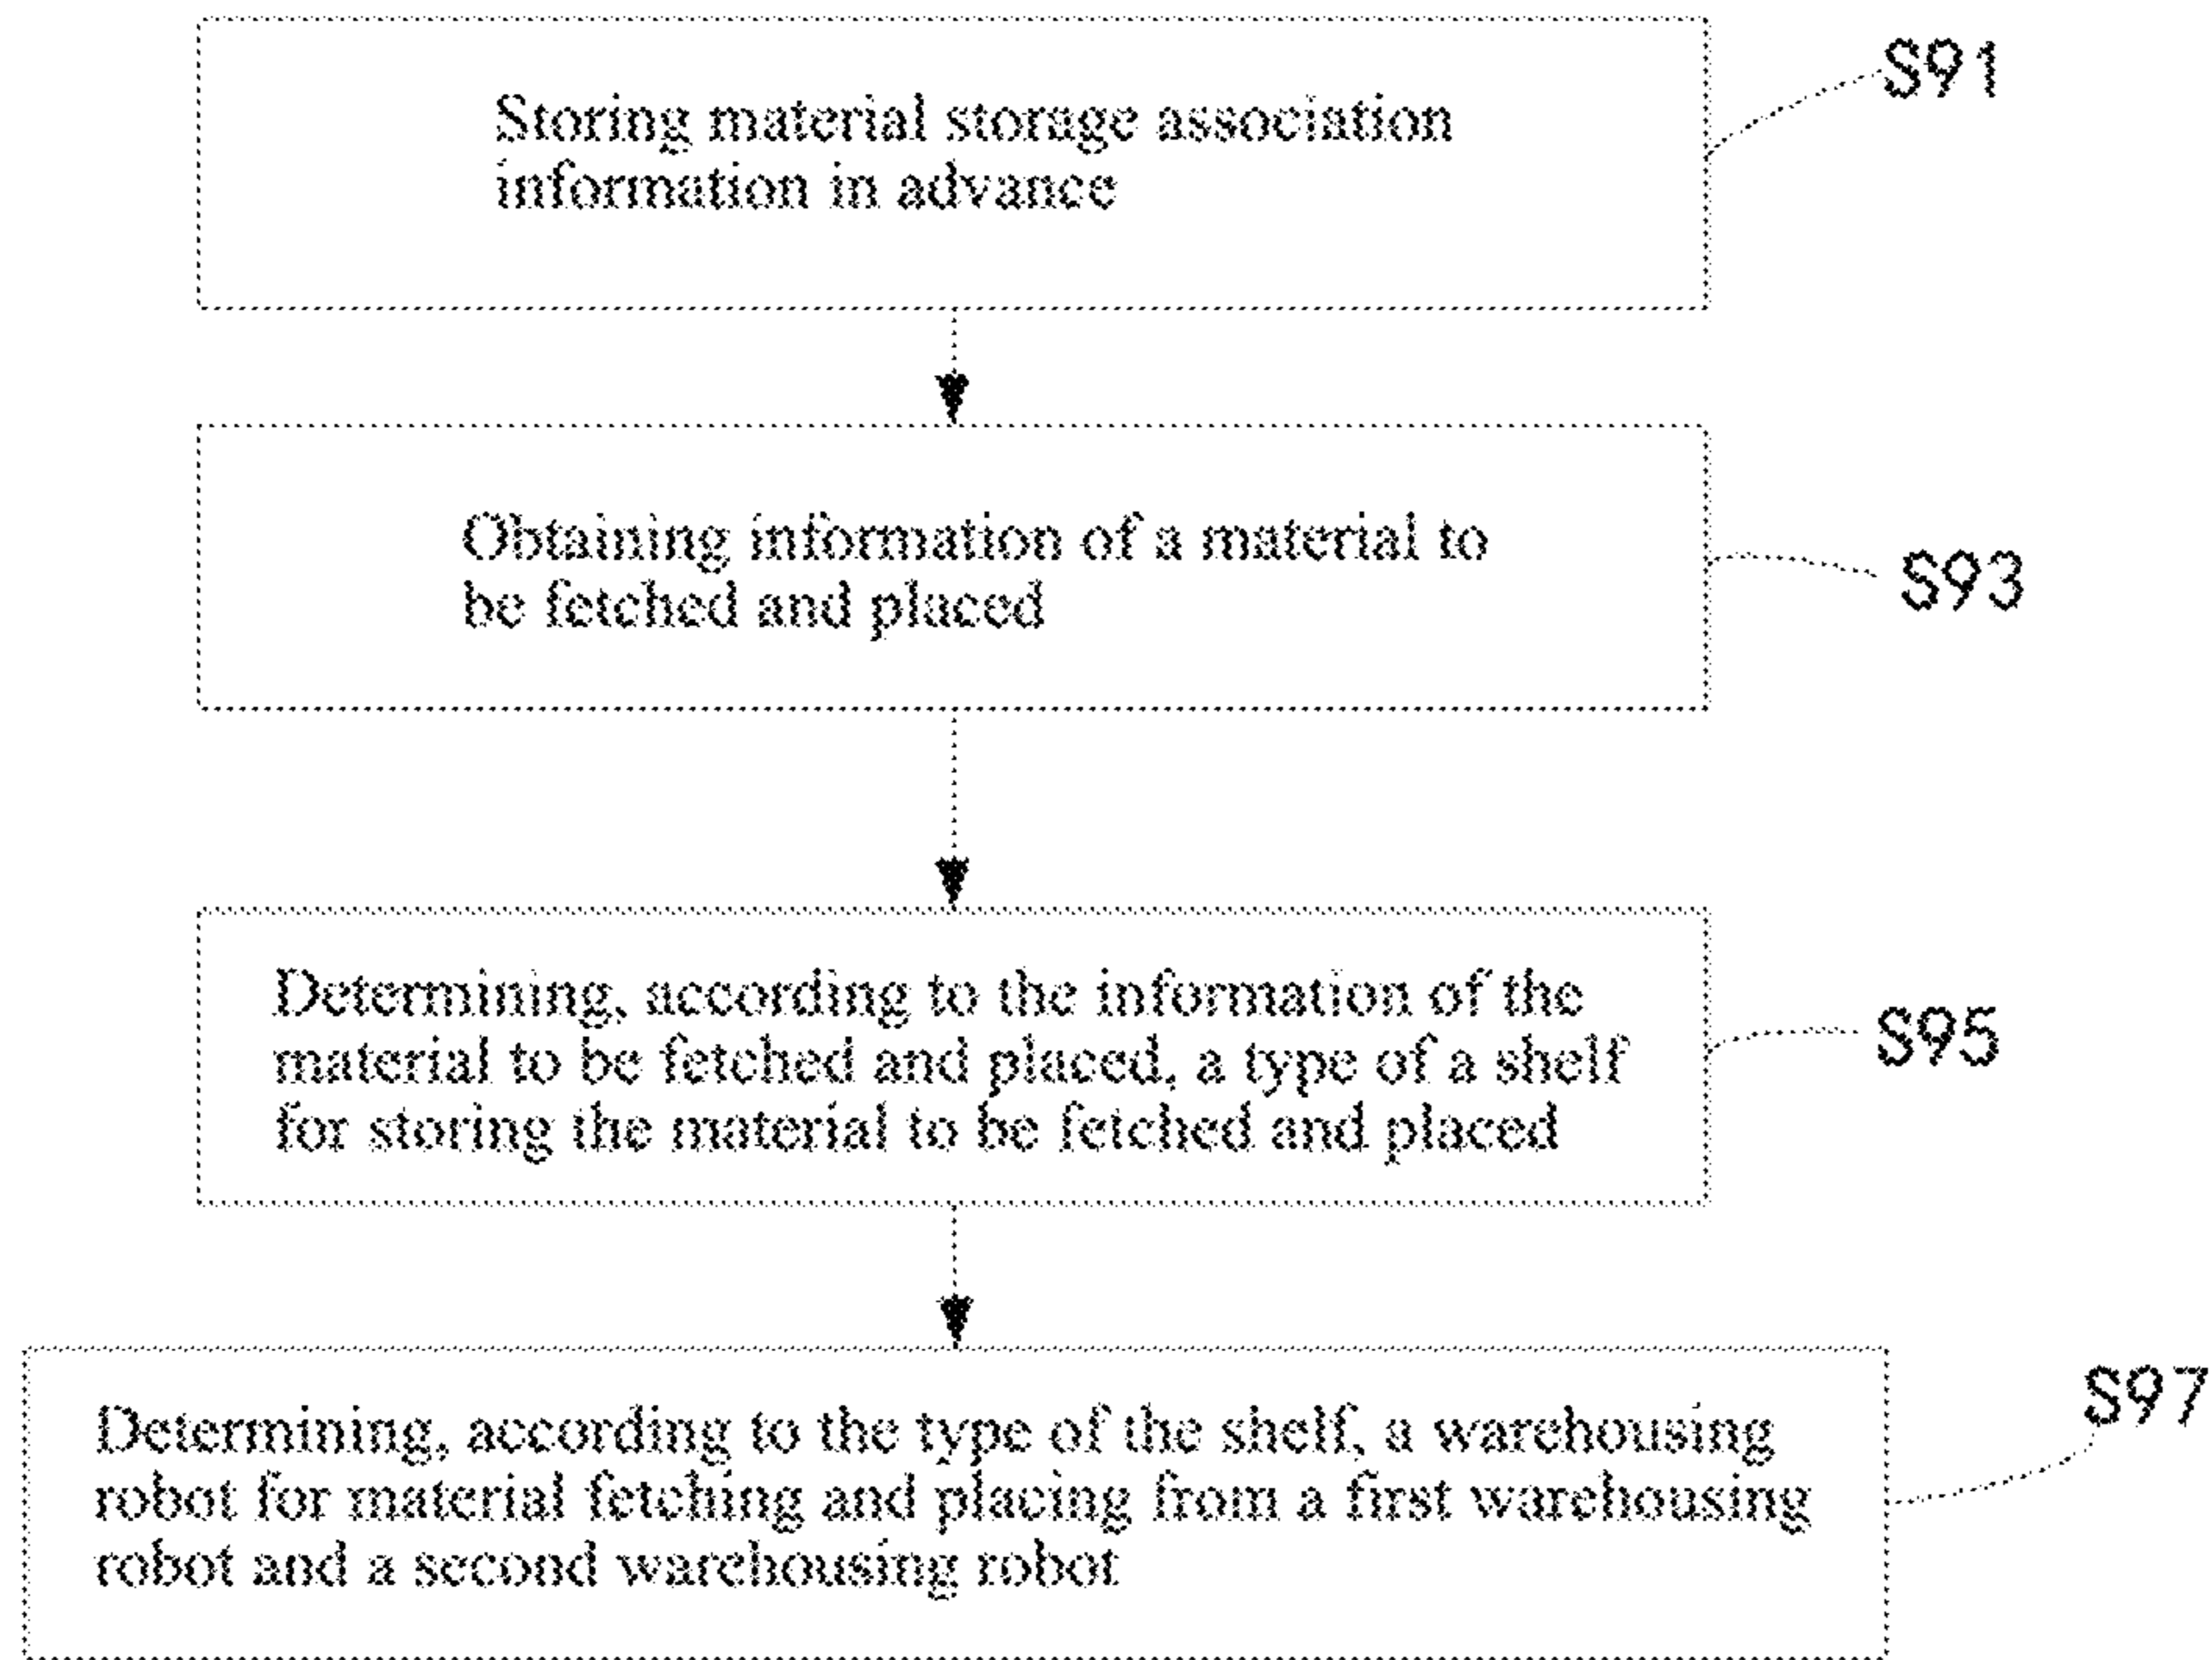 Storing material storage association
information in advance
S91
Obtaining information of a material to
be fetched and placed
S93
Determining, according to the information of the
material to be fetched and placed, a type of a shelf
for storing the material to be fetched and placed
S95
Determining, according to the type of the shelf, a warehousing
robot for material fetching and placing from a first warehousing
robot and a second warehousing robot
S97